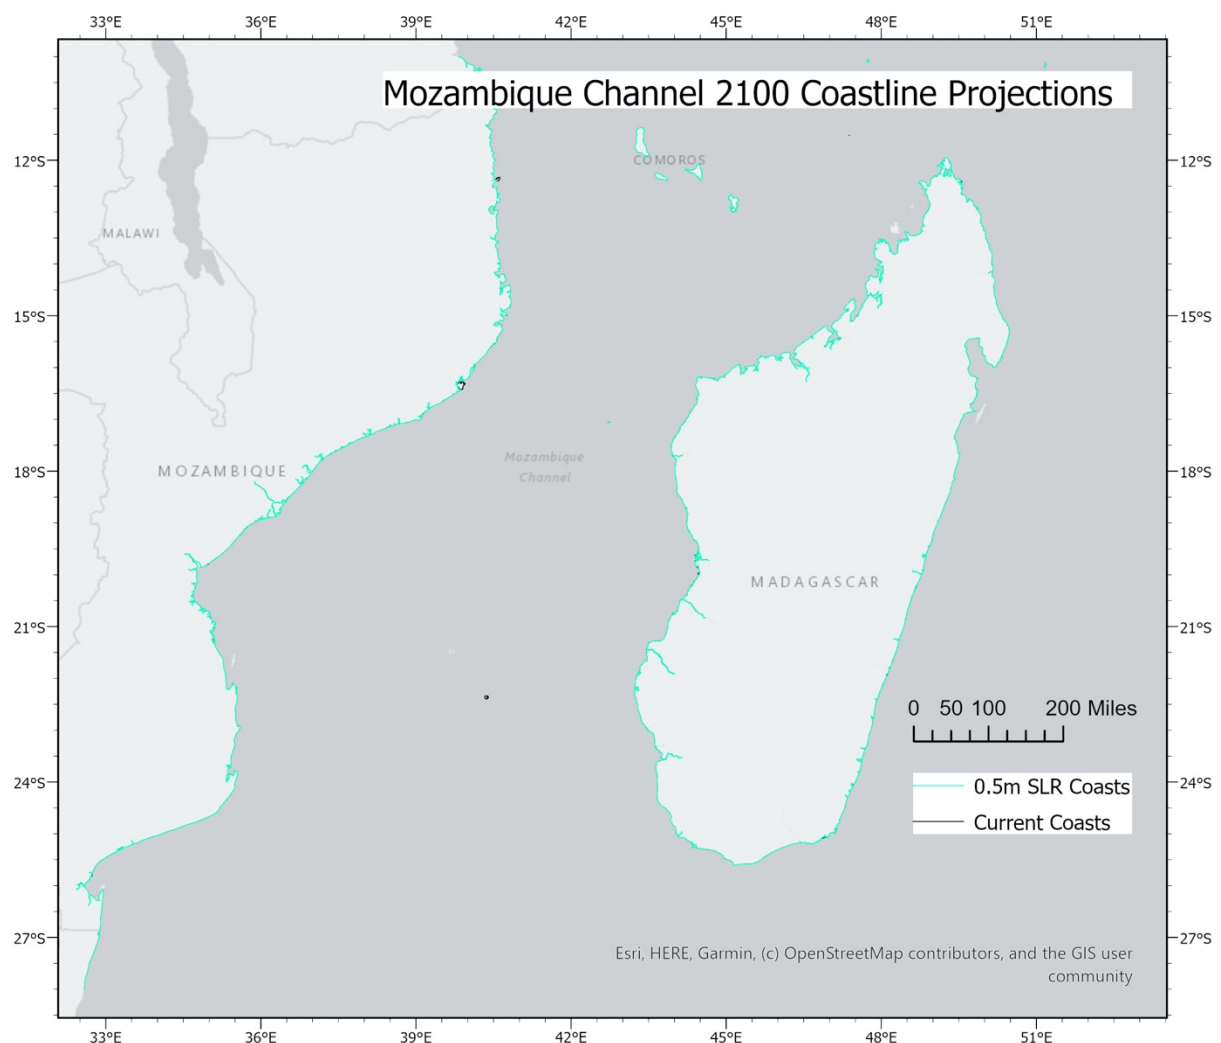 33°E 36°E 39°E 42°E 45°E 48°E 51°E
Mozambique Channel 2100 Coastline Projections
12°S COMOROS 12°S
MALAWI
15°S 15°S
Mozambique
Channel
18°S MOZAMBIQUE 18°S
MADAGASCAR
21°S 21°S
0 50 100 200 Miles
24°S 0.5m SLR Coasts 24°S
Current Coasts
27°S 27°S
Esri, HERE, Garmin, (c) OpenStreetMap contributors, and the GIS user
community
33°E 36°E 39°E 42°E 45°E 48°E 51°E